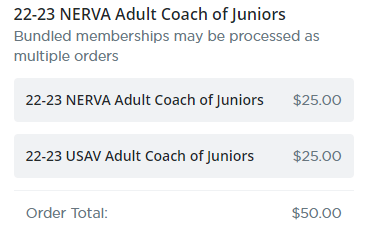 22-23 NERVA Adult Coach of Juniors
Bundled memberships may be processed as
multiple orders
22-23 NERVA Adult Coach of Juniors $25.00
22-23 USAV Adult Coach of Juniors $25.00
Order Total: $50.00